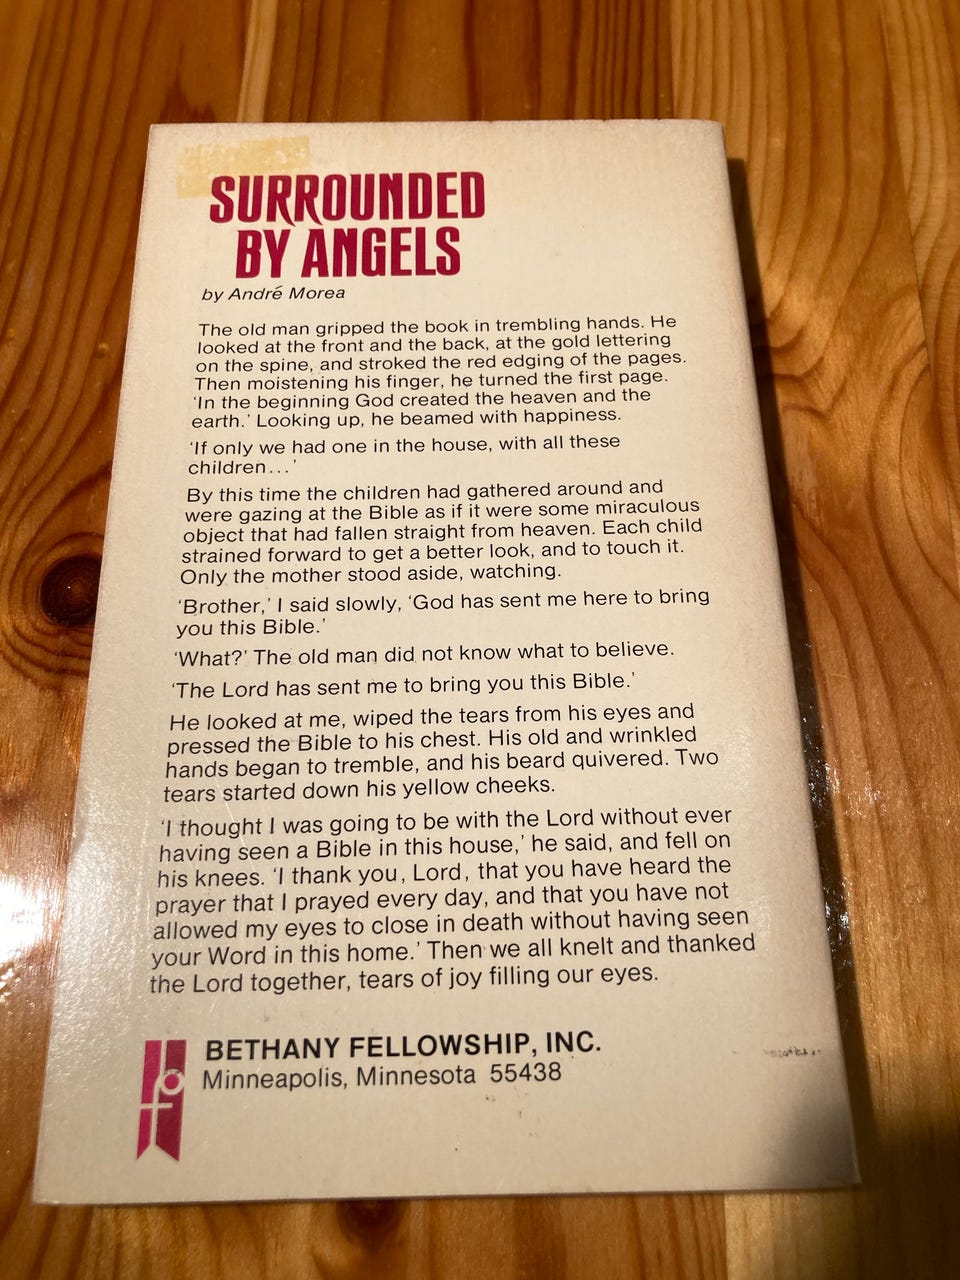 SURROUNDED
BY ANGELS
by André Morea
The old man gripped the book in trembling hands. He
looked at the front and the back, at the gold lettering
on the spine, and stroked the red edging of the pages.
Then moistening his finger, he turned the first page.
'In the beginning God created the heaven and the
earth.' Looking up, he beamed with happiness.
'If only we had one in the house, with all these
children...'
By this time the children had gathered around and
were gazing at the Bible as if it were some miraculous
object that had fallen straight from heaven. Each child
strained forward to get a better look, and to touch it.
Only the mother stood aside, watching.
'Brother,' I said slowly, 'God has sent me here to bring
you this Bible.'
'What?' The old man did not know what to believe.
'The Lord has sent me to bring you this Bible.'
He looked at me, wiped the tears from his eyes and
pressed the Bible to his chest. His old and wrinkled
hands began to tremble, and his beard quivered. Two
tears started down his yellow cheeks.
'I thought I was going to be with the Lord without ever
having seen a Bible in this house,' he said, and fell on
his knees. 'I thank you, Lord, that you have heard the
prayer that I prayed every day, and that you have not
allowed my eyes to close in death without having seen
your Word in this home.' Then we all knelt and thanked
the Lord together, tears of joy filling our eyes.
BETHANY FELLOWSHIP, INC.
Minneapolis, Minnesota 55438